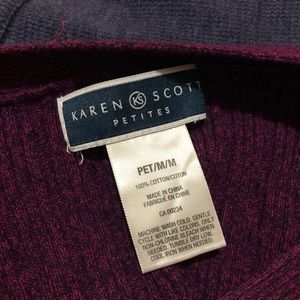 KAREN KS SCOTT
PETITES
PET/M/M
100% COTTON/COTON
MADE IN CHINA
FABRIQUÉ EN CHINE
CA 00234
MACHINE WASH COLD, GENTLE
CYCLE WITH LIKE COLORS. ONLY
NON-CHLORINE BLEACH WHEN
NEEDED. TUMBLE DRY LOW.
COOL IRON WHEN NEEDED.